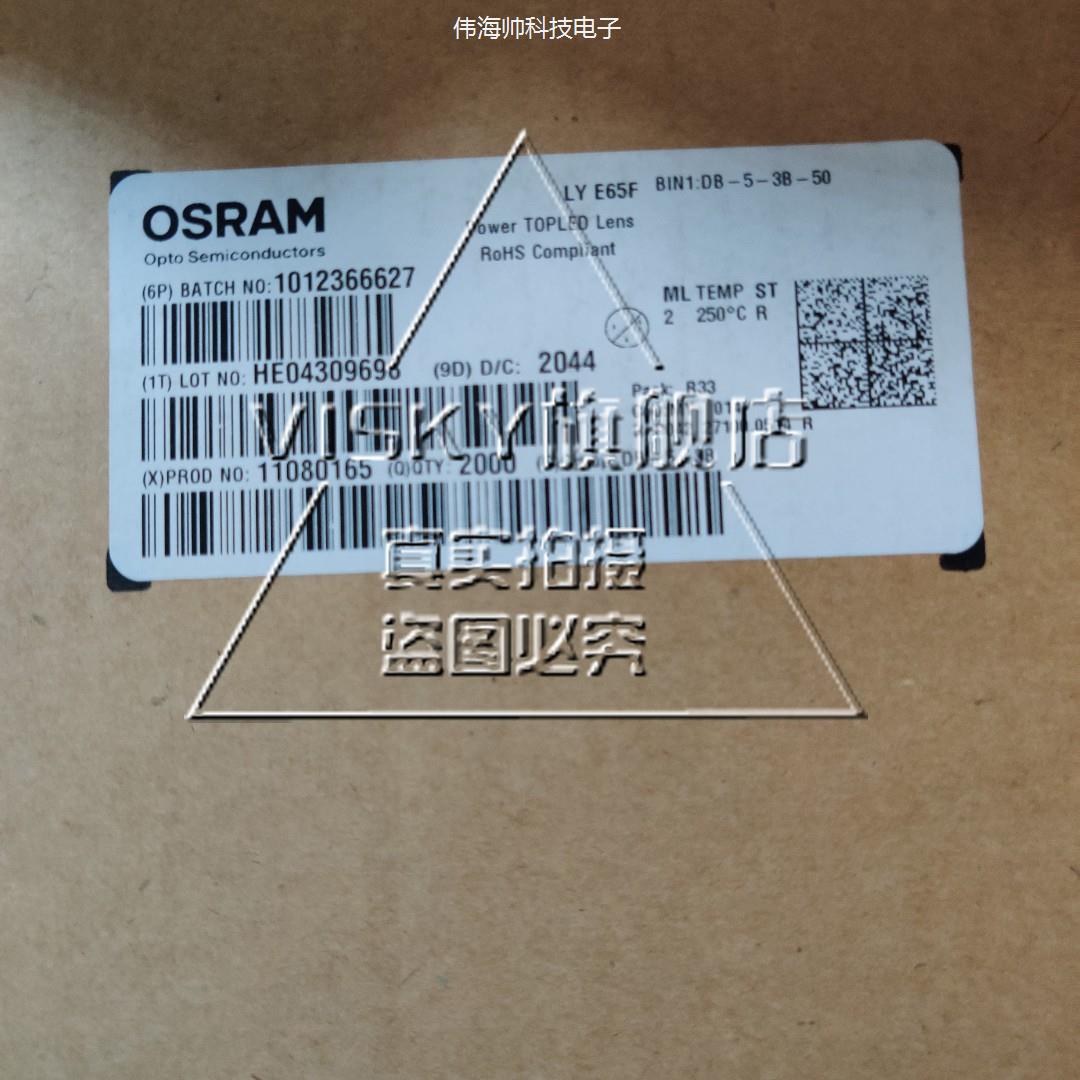 伟海帅科技电子
OSRAM
Opto Semiconductors
LY E65F BIN1:DB-5-3B-50
Power TOPLED Lens
RoHS Compliant
(6P) BATCH NO:1012366627
ML TEMP ST
2 250°C R
(1T) LOT NO: HE04309698 (9D) D/C: 2044
Pack: R33
R
VISKY旗舰店
(X)PROD NO: 11080165 (Q)QTY: 2000
真实拍摄
盗图必究